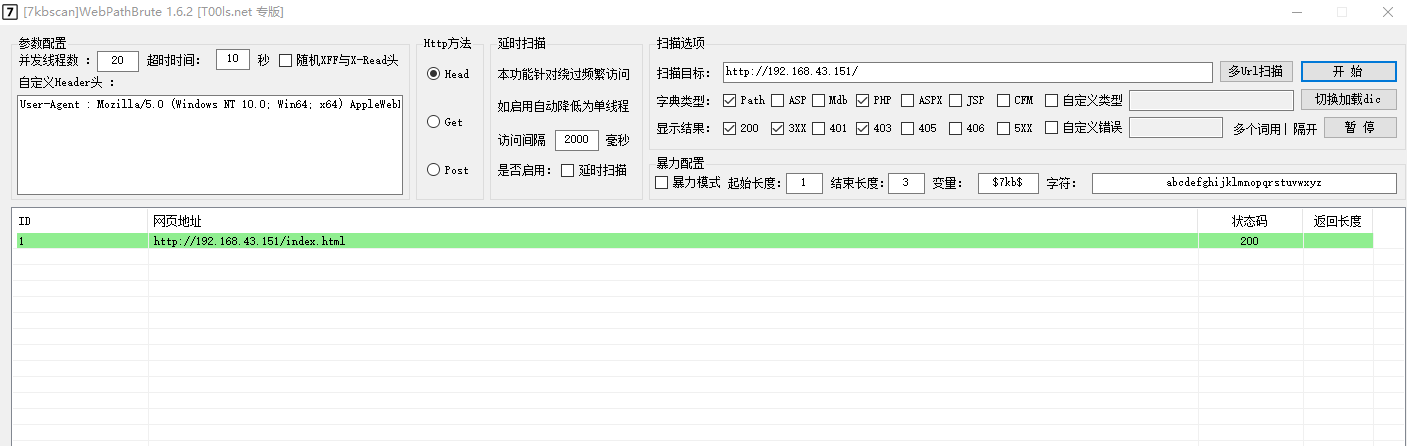 7 [7kbscan]WebPathBrute 1.6.2 [T00ls.net 专版]
参数配置
并发线程数 : 20 超时时间: 10 秒 随机XFF与X-Read头
自定义Header头 :
User-Agent : Mozilla/5.0 (Windows NT 10.0; Win64; x64) AppleWebK
Http方法
Head
Get
Post
延时扫描
本功能针对绕过频繁访问
如启用自动降低为单线程
访问间隔 2000 毫秒
是否启用: 延时扫描
扫描选项
扫描目标: http://192.168.43.151/ 多Url扫描 开 始
字典类型: Path ASP Mdb PHP ASPX JSP CFM 自定义类型 切换加载dic
显示结果: 200 3XX 401 403 405 406 5XX 自定义错误 多个词用| 隔开 暂 停
暴力配置
暴力模式 起始长度: 1 结束长度: 3 变量: $7kb$ 字符: abcdefghijklmnopqrstuvwxyz
ID 网页地址 状态码 返回长度
1 http://192.168.43.151/index.html 200